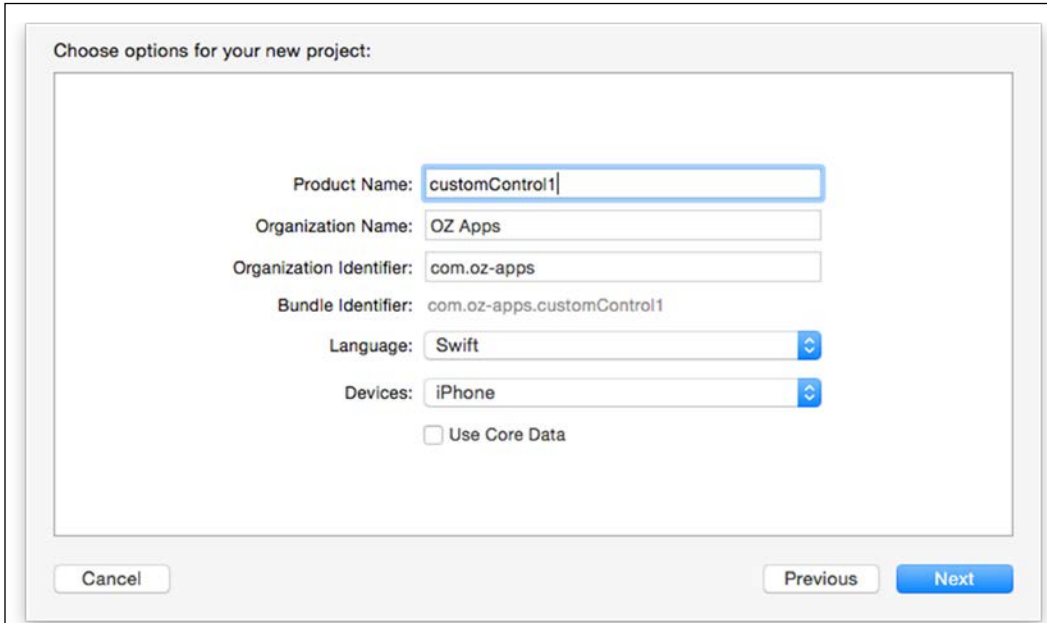 Choose options for your new project:
Product Name: customControl1
Organization Name: OZ Apps
Organization Identifier: com.oz-apps
Bundle Identifier: com.oz-apps.customControl1
Language: Swift
Devices: iPhone
Use Core Data
Cancel Previous Next